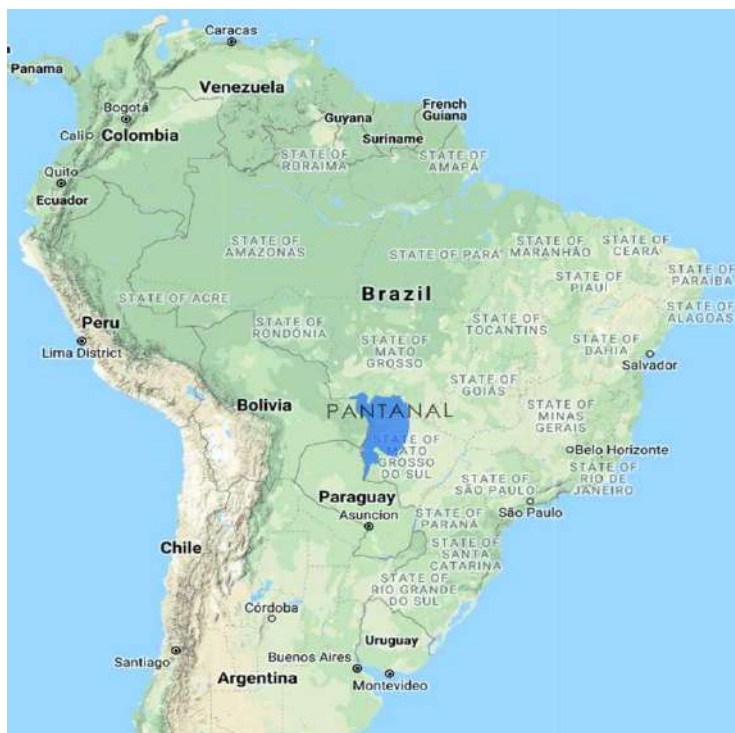 Caracas
Panama
Venezuela
Bogotá
Guyana
French
Guiana
Cali
Colombia
Suriname
STATE OF
RORAIMA
STATE OF
AMAPÁ
Quito
Ecuador
STATE OF
AMAZONAS
STATE OF PARÁ
STATE OF
MARANHÃO
STATE OF
CEARÁ
STATE OF
PARAÍBA
STATE OF
PIAUÍ
STATE OF ACRE
Brazil
STATE OF
ALAGOAS
Peru
STATE OF
RONDÔNIA
STATE OF
TOCANTINS
Lima District
STATE OF
MATO
GROSSO
STATE OF
BAHIA
Salvador
STATE OF
GOIÁS
Bolivia
PANTANAL
STATE OF
MINAS
GERAIS
STATE OF
MATO
GROSSO
DO SUL
Belo Horizonte
STATE OF
RIO DE
JANEIRO
STATE OF
SÃO PAULO
Paraguay
São Paulo
Asuncion
STATE OF
PARANÁ
Chile
STATE OF
SANTA
CATARINA
STATE OF
RIO GRANDE
DO SUL
Córdoba
Uruguay
Santiago
Buenos Aires
Argentina
Montevideo